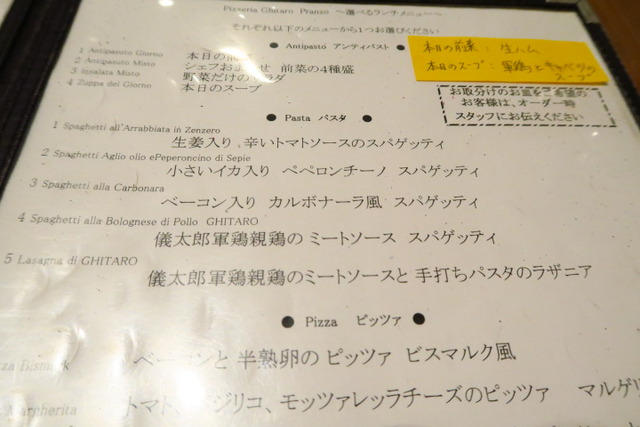 Pizzeria Ghitaro Pranzo ～選べるランチメニュー～
それぞれ以下のメニューから1つお選びください
● Antipasto アンティパスト ●
1 Antipasuto Giorno
本日の前
2 Antipasuto Misto
シェフお せ 前菜の4種盛
3 Insalata Misto
野菜だけの ラダ
4 Zuppa del Giorno
本日のスープ
本日の前菜：生ハム
本日のスープ：軍鶏とキャベツのスープ
お取分けのお皿をご希望の
お客様は、オーダー時
スタッフにお伝えください
● Pasta パスタ ●
1 Spaghetti all'Arrabbiata in Zenzero
生姜入り 辛いトマトソースのスパゲッティ
2 Spaghetti Aglio olio ePeperoncino di Sepie
小さいイカ入り ペペロンチーノ スパゲッティ
3 Spaghetti alla Carbonara
ベーコン入り カルボナーラ風 スパゲッティ
4 Spaghetti alla Bolognese di Pollo GHITARO
儀太郎軍鶏親鶏の ミートソース スパゲッティ
5 Lasagna di GHITARO
儀太郎軍鶏親鶏のミートソースと 手打ちパスタのラザニア
● Pizza ピッツァ ●
zza Bismark
ベーコンと 半熟卵の ピッツァ ビスマルク風
Margherita
トマト、 ジリコ、モッツァレッラチーズのピッツァ マルゲリ